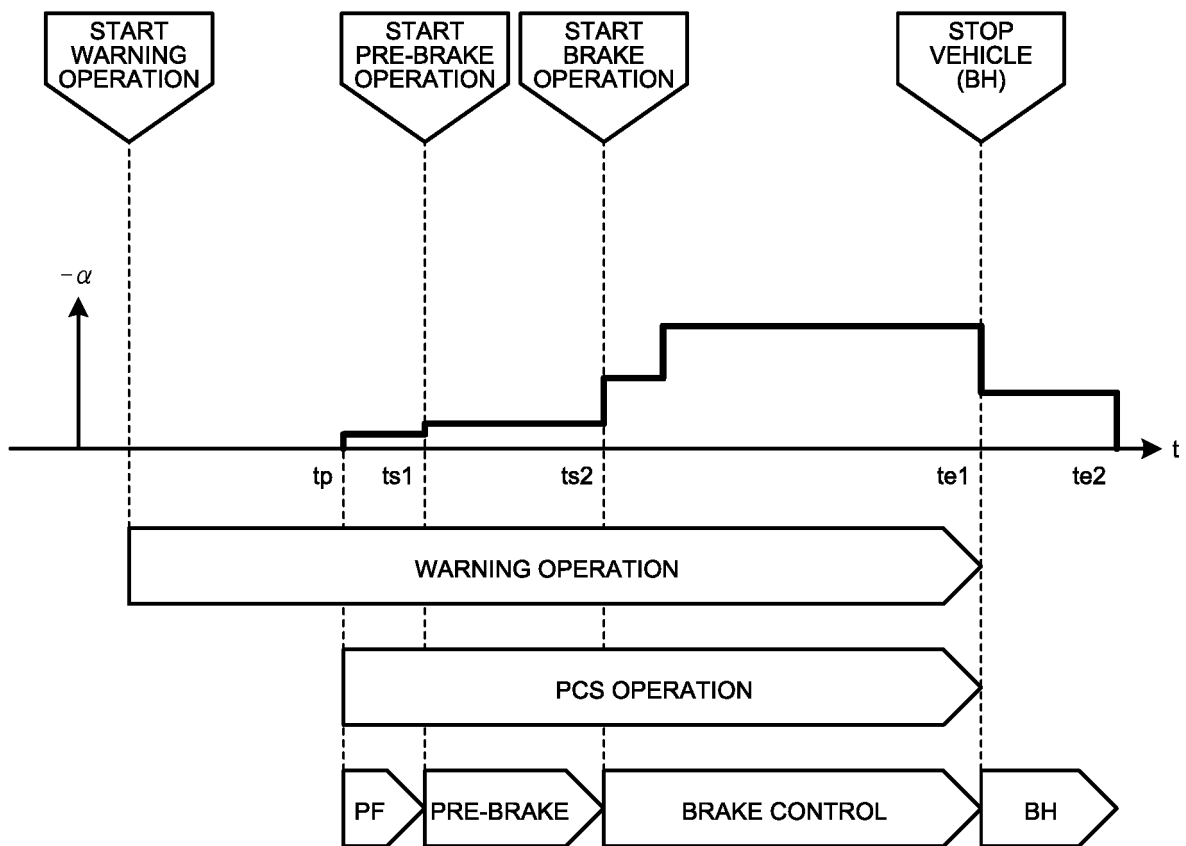 START
WARNING
OPERATION
START
PRE-BRAKE
OPERATION
START
BRAKE
OPERATION
STOP
VEHICLE
(BH)
−α
t
tp
ts1
ts2
te1
te2
WARNING OPERATION
PCS OPERATION
PF
PRE-BRAKE
BRAKE CONTROL
BH